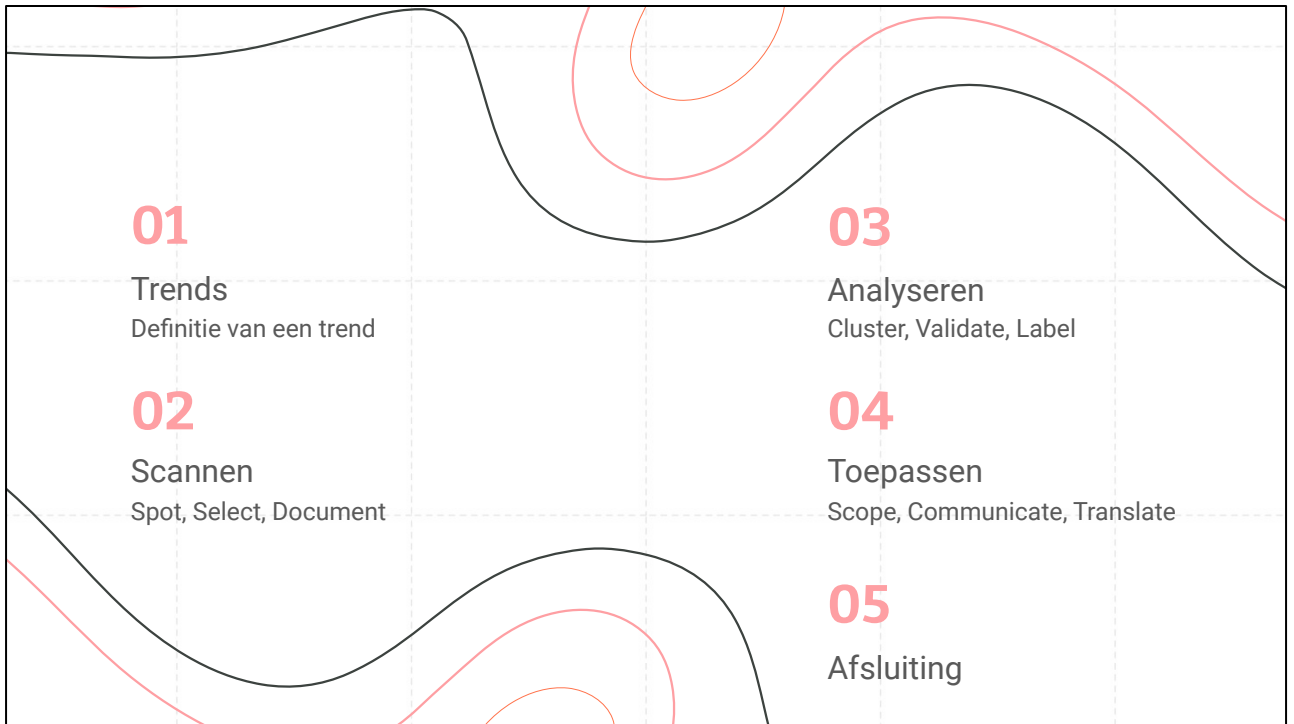 01
Trends
Definitie van een trend
02
Scannen
Spot, Select, Document
03
Analyseren
Cluster, Validate, Label
04
Toepassen
Scope, Communicate, Translate
05
Afsluiting